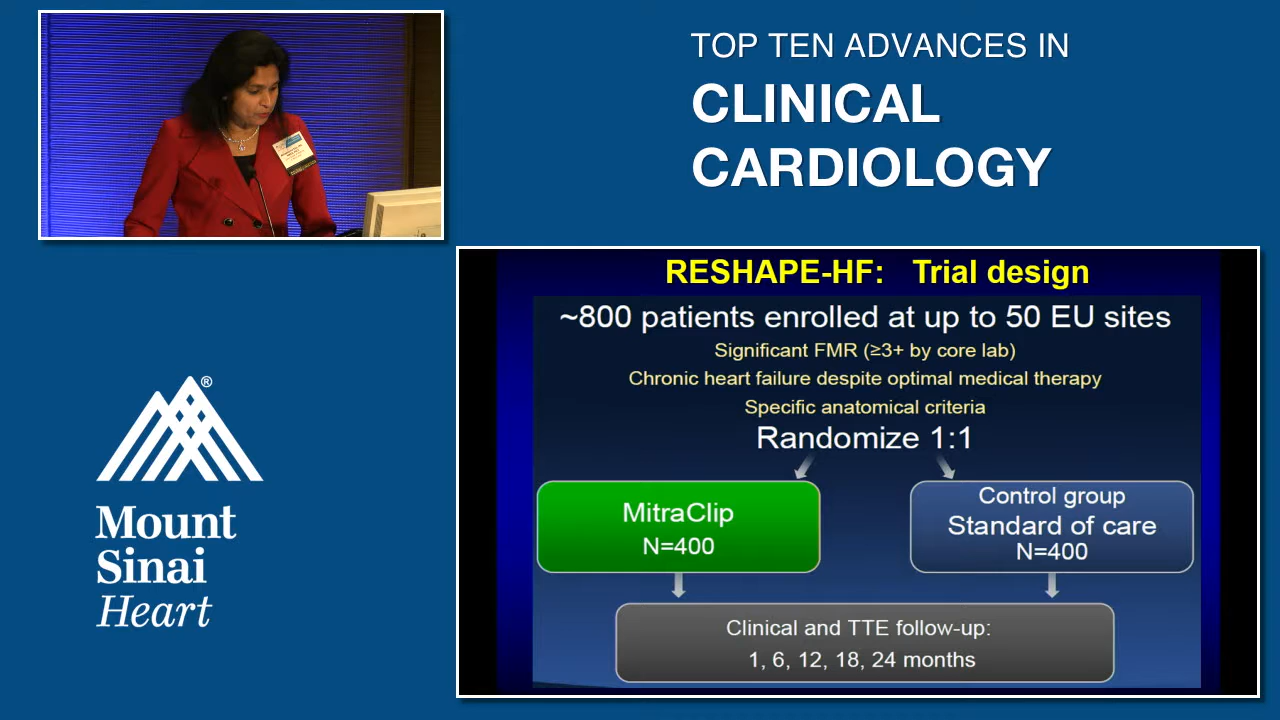 TOP TEN ADVANCES IN
CLINICAL
CARDIOLOGY
RESHAPE-HF: Trial design
~800 patients enrolled at up to 50 EU sites
Significant FMR (≥3+ by core lab)
Chronic heart failure despite optimal medical therapy
Specific anatomical criteria
Randomize 1:1
MitraClip
N=400
Control group
Standard of care
N=400
Clinical and TTE follow-up:
1, 6, 12, 18, 24 months
®
Mount
Sinai
Heart